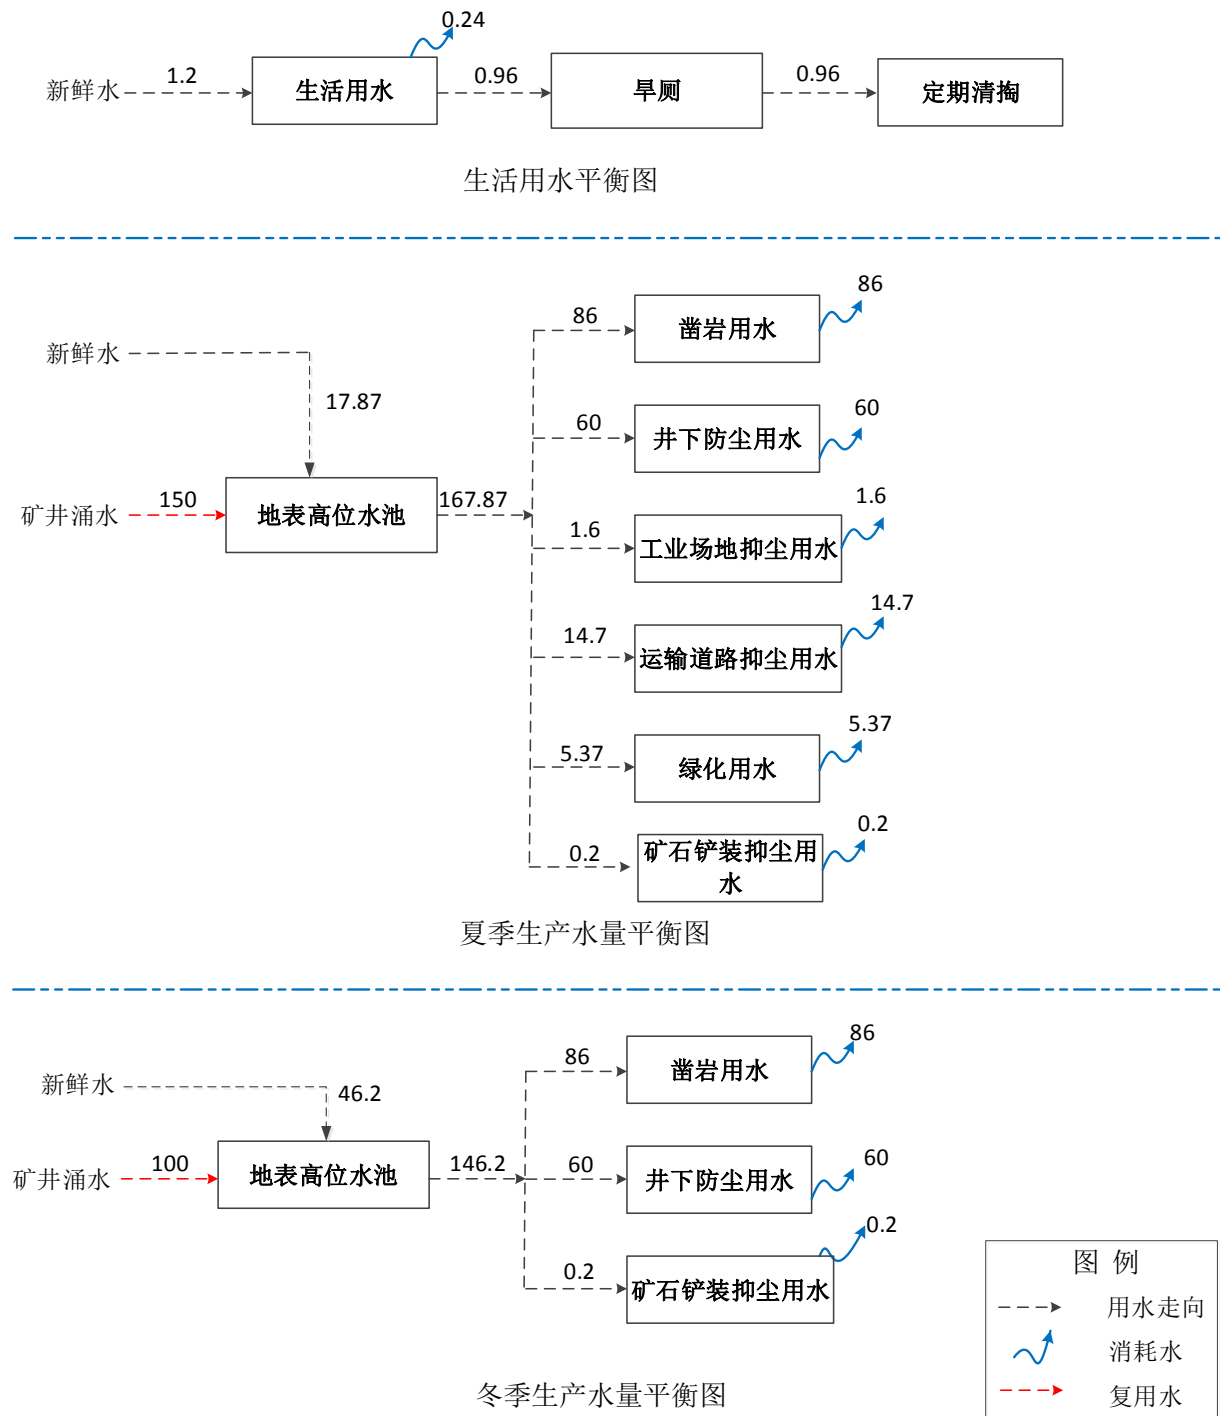 0.24
新鲜水
1.2
生活用水
0.96
旱厕
0.96
定期清掏
生活用水平衡图
新鲜水
17.87
矿井涌水
150
地表高位水池
167.87
86
凿岩用水
86
60
井下防尘用水
60
1.6
工业场地抑尘用水
1.6
14.7
运输道路抑尘用水
14.7
5.37
绿化用水
5.37
0.2
矿石铲装抑尘用
水
0.2
夏季生产水量平衡图
新鲜水
46.2
矿井涌水
100
地表高位水池
146.2
86
凿岩用水
86
60
井下防尘用水
60
0.2
矿石铲装抑尘用水
0.2
冬季生产水量平衡图
图 例
用水走向
消耗水
复用水